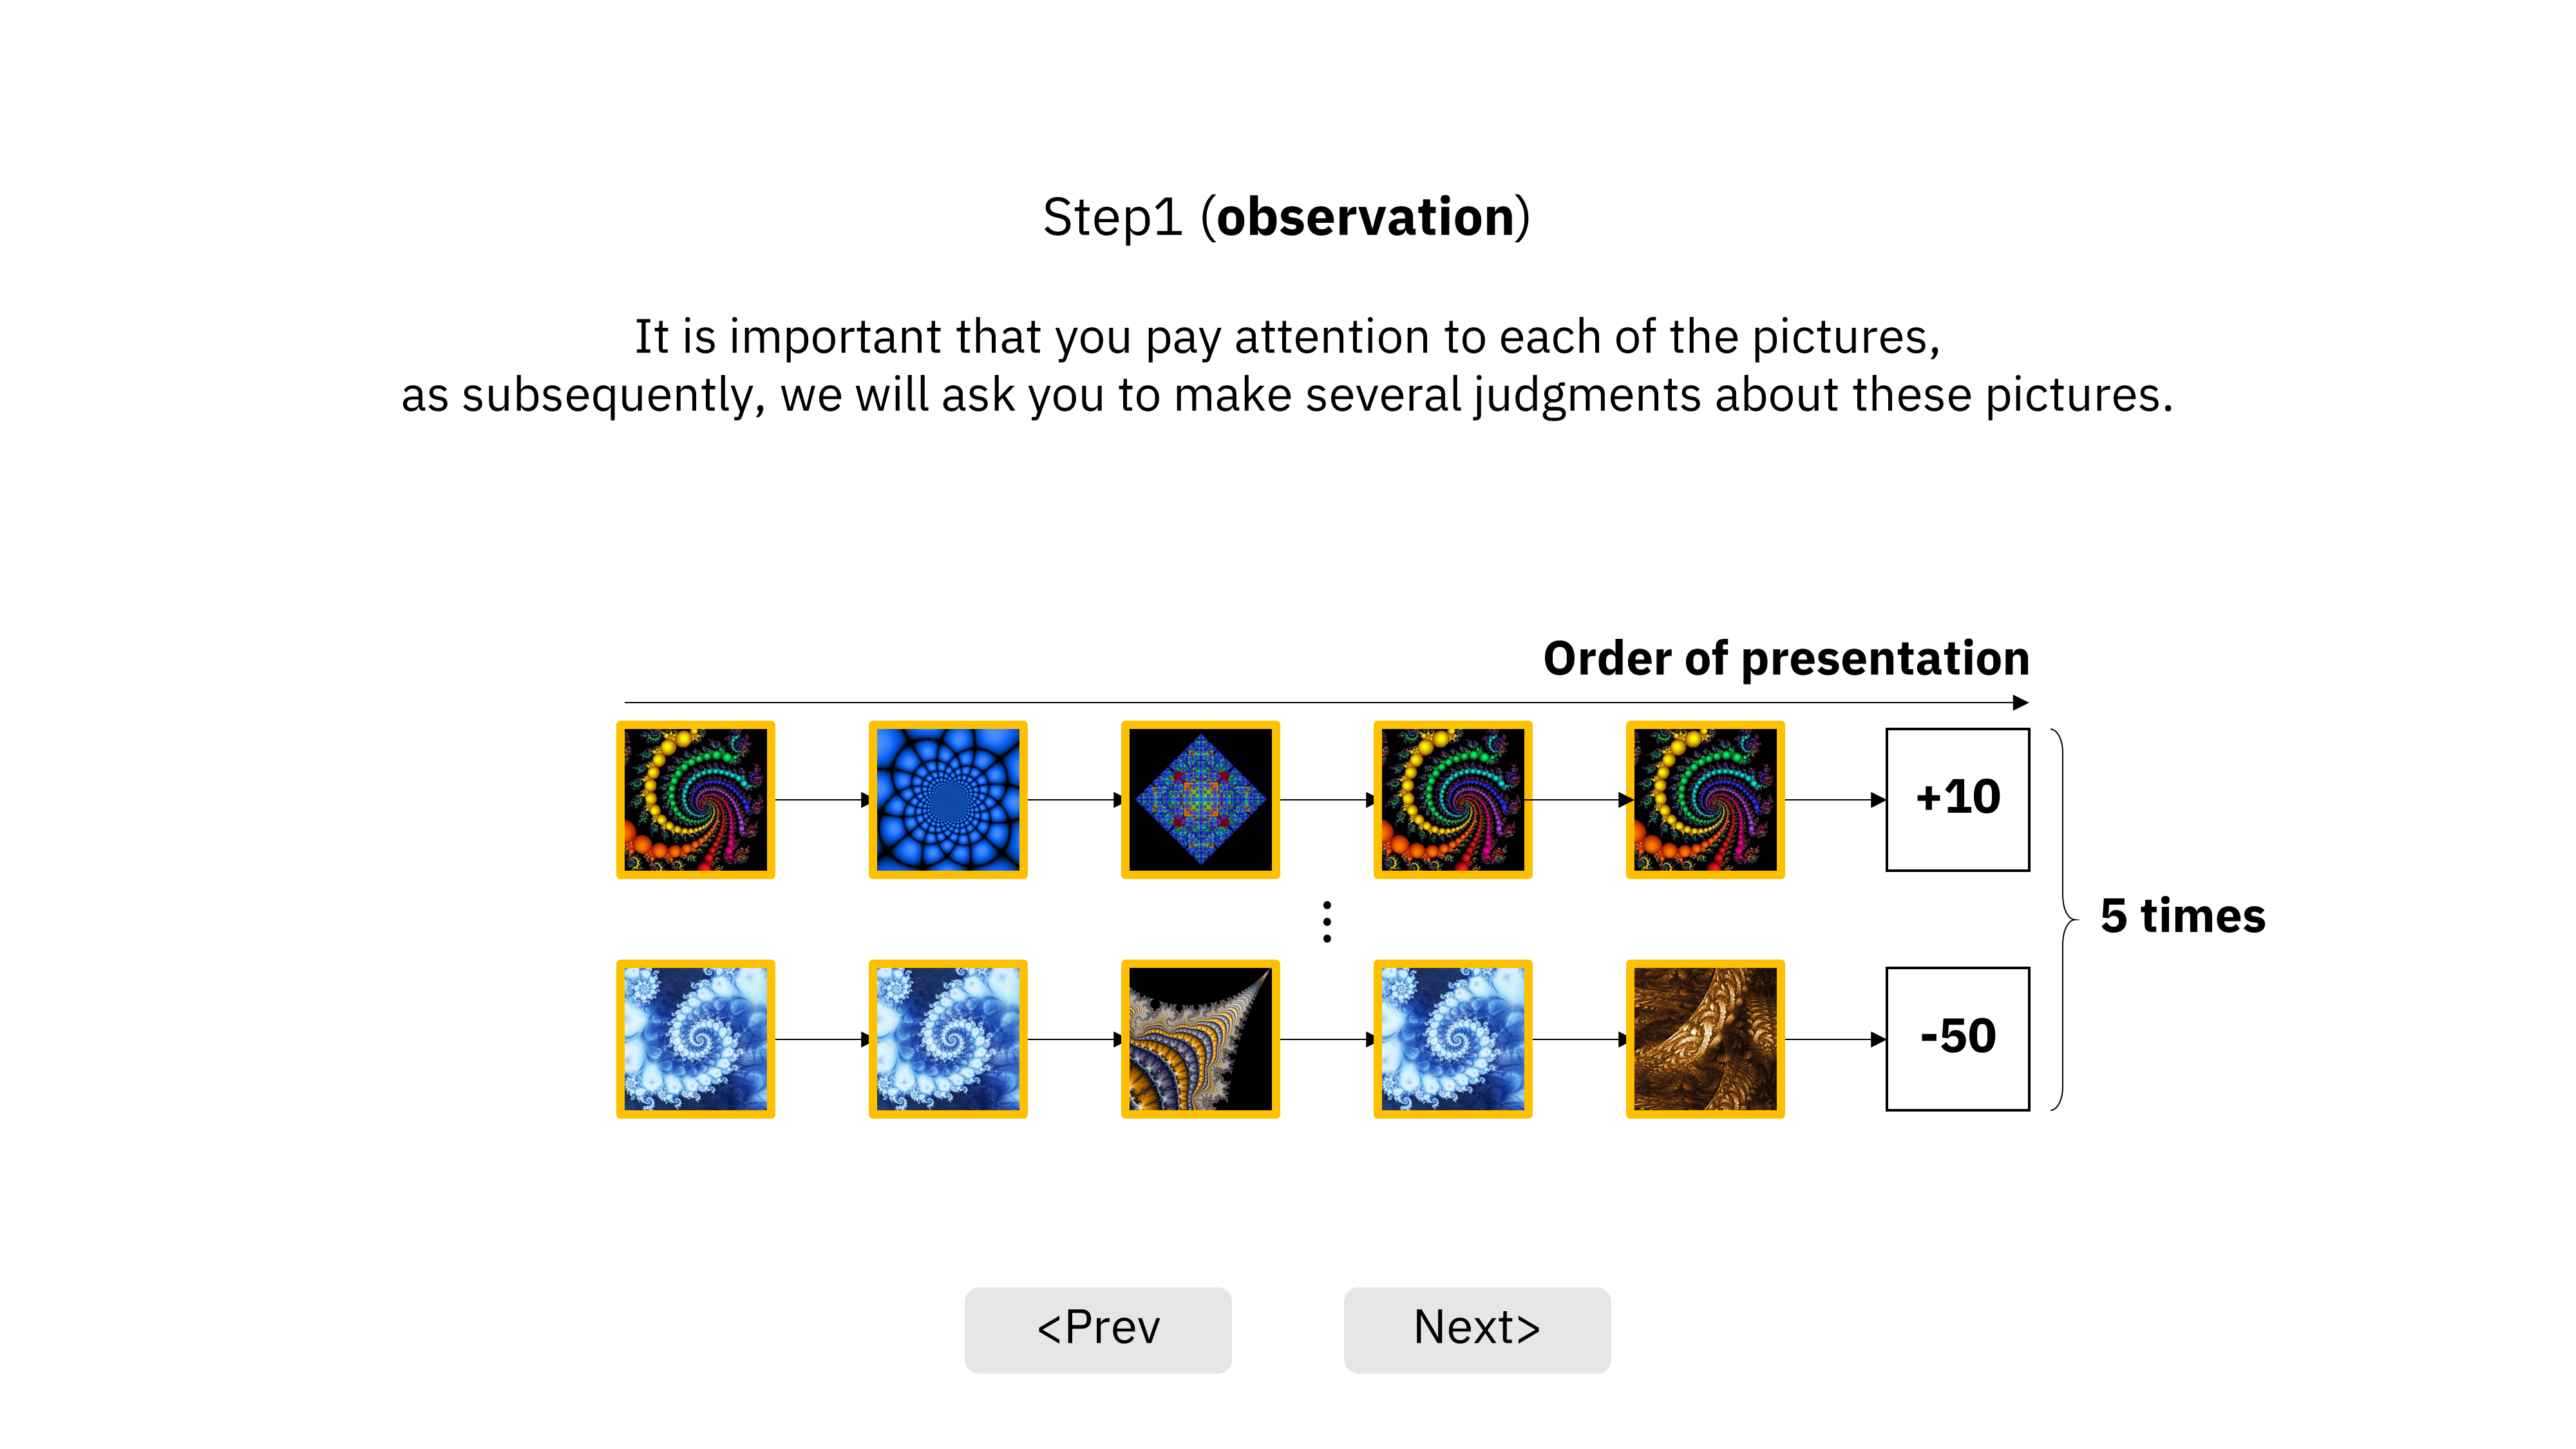 Step1 (observation)
It is important that you pay attention to each of the pictures,
as subsequently, we will ask you to make several judgments about these pictures.
Order of presentation
+10
5 times
-50
<Prev
Next>